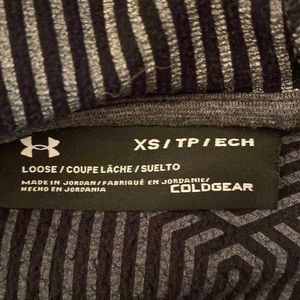 XS / TP / ECH
LOOSE / COUPE LÂCHE / SUELTO
MADE IN JORDAN / FABRIQUÉ EN JORDANIE /
HECHO EN JORDANIA
COLDGEAR